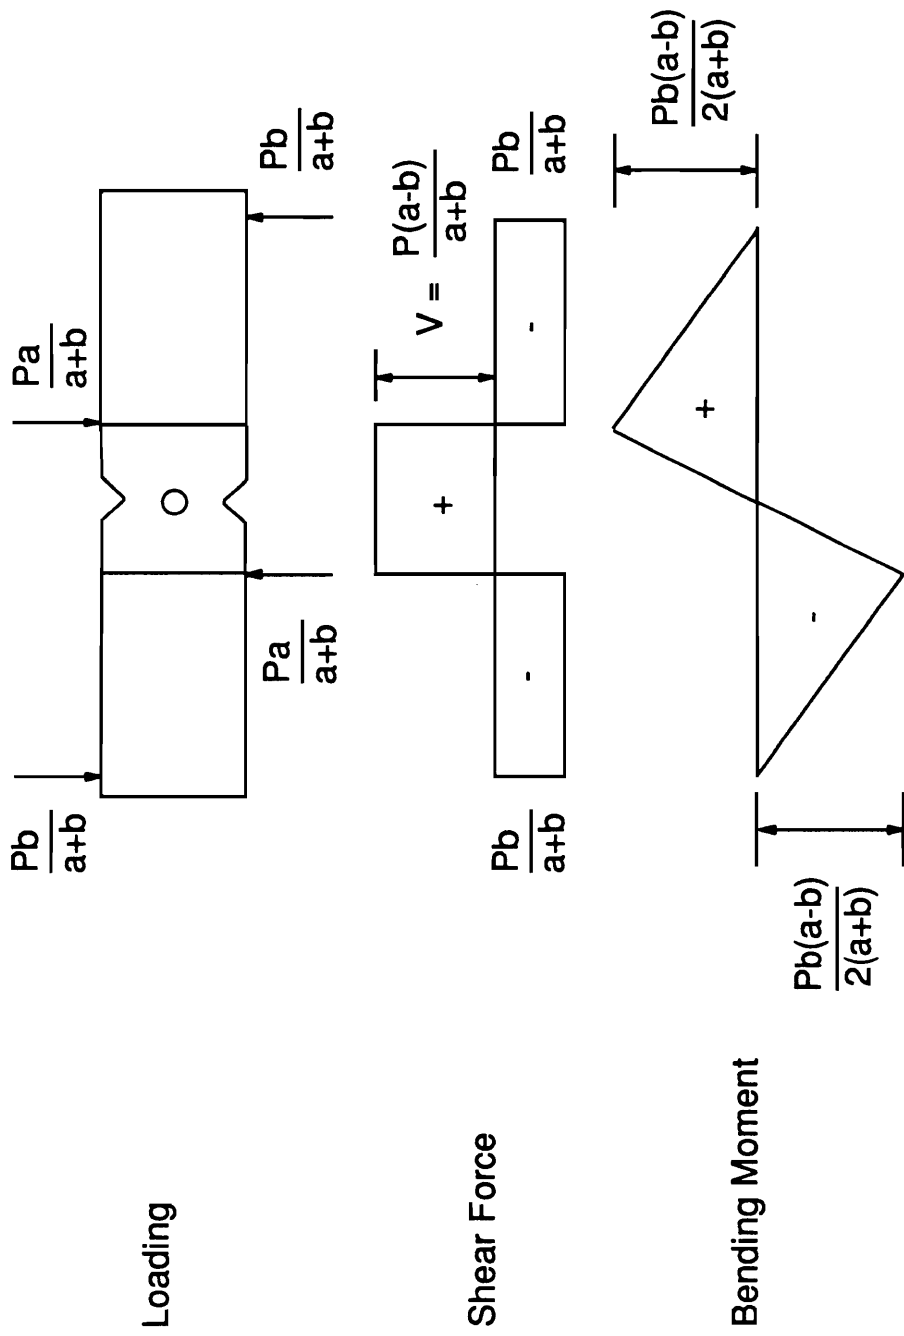 Pb
a+b
Pa
a+b
Loading
Pa
a+b
Pb
a+b
V = P(a-b)
a+b
+
Shear Force
Pb
a+b
-
-
Pb
a+b
Pb(a-b)
2(a+b)
+
Bending Moment
-
Pb(a-b)
2(a+b)